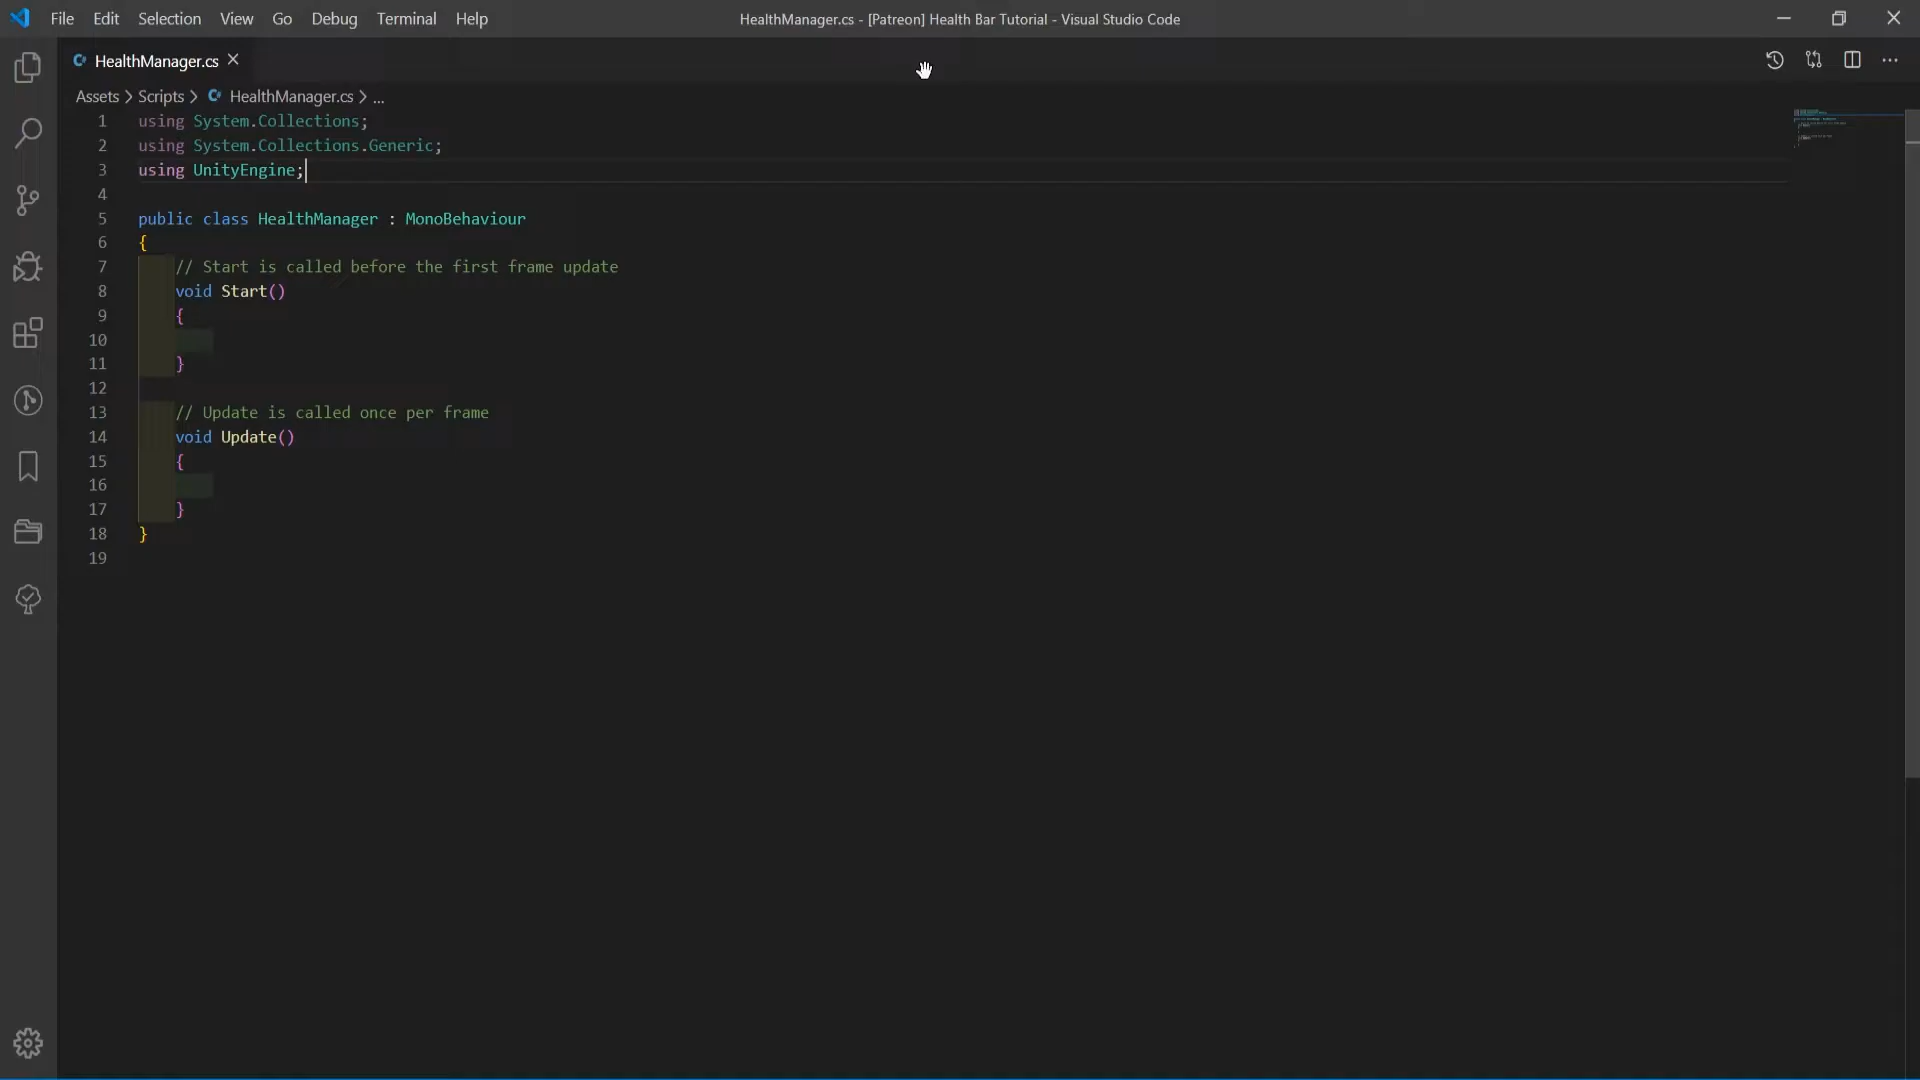 File Edit Selection View Go Debug Terminal Help HealthManager.cs - [Patreon] Health Bar Tutorial - Visual Studio Code
HealthManager.cs
Assets > Scripts > HealthManager.cs > ...
1 using System.Collections;
2 using System.Collections.Generic;
3 using UnityEngine;
4
5 public class HealthManager : MonoBehaviour
6 {
7 // Start is called before the first frame update
8 void Start()
9 {
10
11 }
12
13 // Update is called once per frame
14 void Update()
15 {
16
17 }
18 }
19